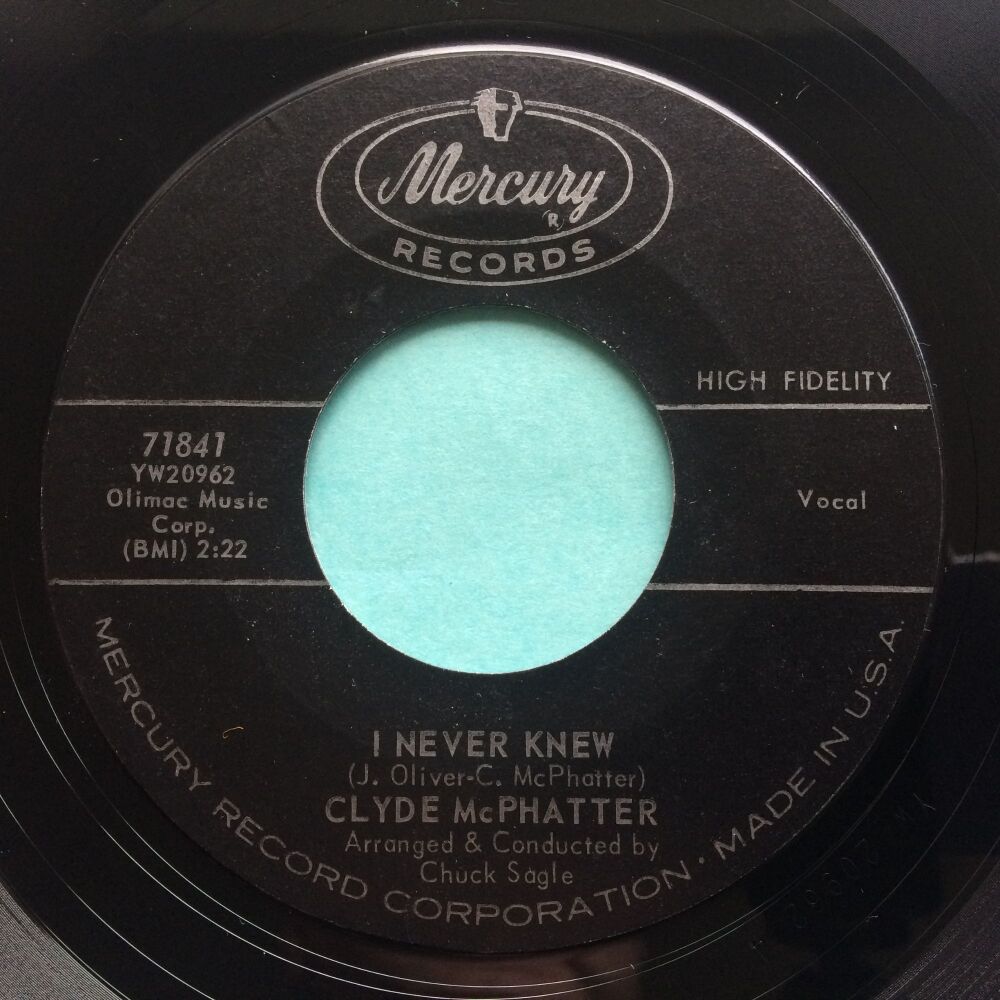 Mercury
R
RECORDS
HIGH FIDELITY
71841
YW20962
Olimac Music
Corp.
(BMI) 2:22
Vocal
I NEVER KNEW
(J. Oliver-C. McPhatter)
CLYDE McPHATTER
Arranged & Conducted by
Chuck Sagle
MERCURY RECORD CORPORATION · MADE IN U.S.A.